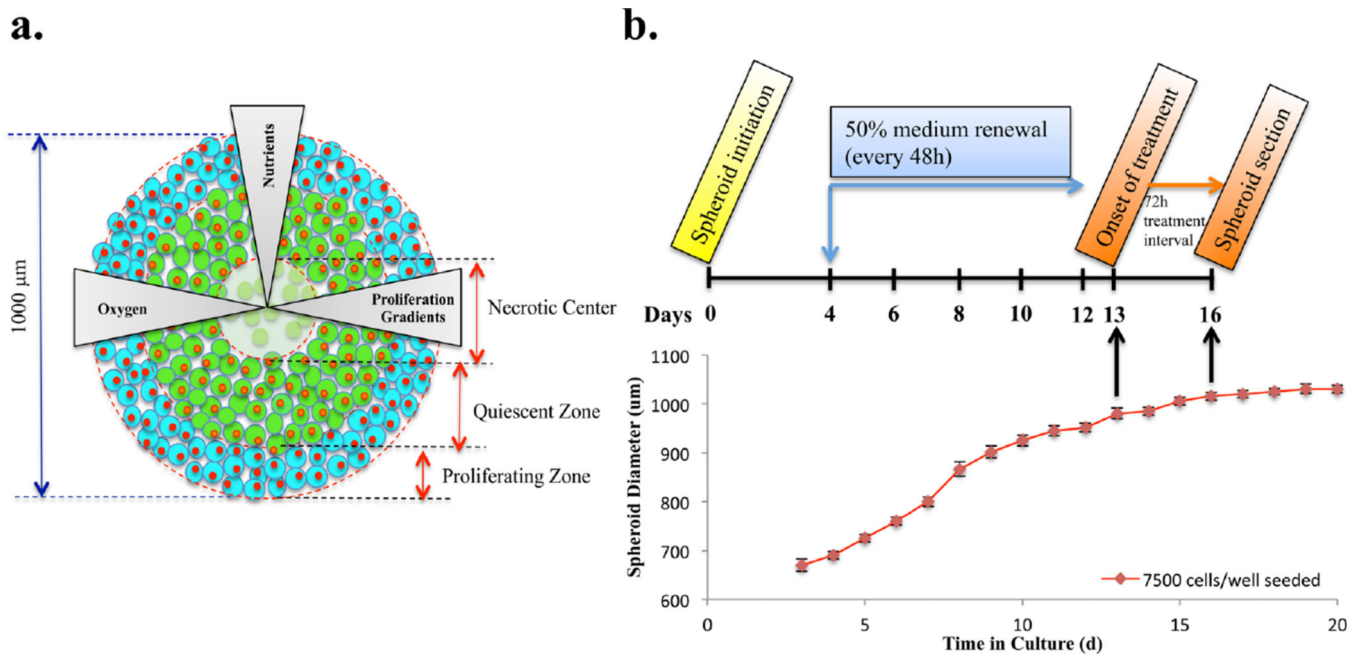 a.
Nutrients
1000 µm
Oxygen
Proliferation
Gradients
Necrotic Center
Quiescent Zone
Proliferating Zone
b.
Spheroid initiation
50% medium renewal
(every 48h)
Onset of treatment
72h
treatment
interval
Spheroid section
Days 0 4 6 8 10 12 13 16
Spheroid Diameter (um)
1100
1000
900
800
700
600
7500 cells/well seeded
0 5 10 15 20
Time in Culture (d)